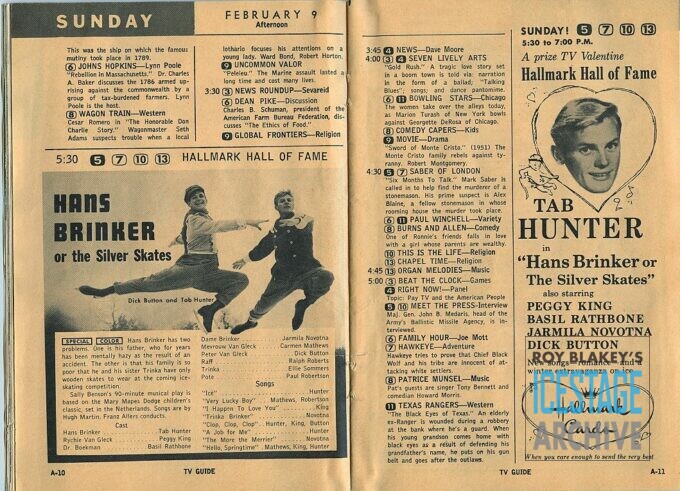 SUNDAY
FEBRUARY 9
Afternoon
This was the ship on which the famous
mutiny took place in 1789.
6 JOHNS HOPKINS—Lynn Poole
"Rebellion in Massachusetts." Dr. Charles
A. Baker discusses the 1786 armed up-
rising against the commonwealth by a
group of tax-burdened farmers. Lynn
Poole is the host.
8 WAGON TRAIN—Western
Cesar Romero in "The Honorable Don
Charlie Story." Wagonmaster Seth
Adams suspects trouble when a local
lothario focuses his attentions on a
young lady. Ward Bond, Robert Horton.
9 UNCOMMON VALOR
"Peleleu." The Marine assault lasted a
long time and cost many lives.
3:30 3 NEWS ROUNDUP—Sevareid
6 DEAN PIKE—Discussion
Charles B. Shuman, president of the
American Farm Bureau Federation, dis-
cusses "The Ethics of Food."
9 GLOBAL FRONTIERS—Religion
5:30 5 7 10 13 HALLMARK HALL OF FAME
HANS
BRINKER
or the Silver Skates
Dick Button and Tab Hunter
SPECIAL COLOR Hans Brinker has two
problems. One is his father, who for years
has been mentally hazy as the result of an
accident. The other is that his family is so
poor that he and his sister Trinka have only
wooden skates to wear at the coming ice-
skating competition.
Sally Benson's 90-minute musical play is
based on the Mary Mapes Dodge children's
classic, set in the Netherlands. Songs are by
Hugh Martin. Franz Allers conducts.
Cast
Hans Brinker Tab Hunter
Rychie Van Gleck Peggy King
Dr. Boekman Basil Rathbone
Dame Brinker Jarmila Novotna
Mevrouw Van Gleck Carmen Mathews
Peter Van Gleck Dick Button
Raff Ralph Roberts
Trinka Ellie Sommers
Pote Paul Robertson
Songs
"Ice" Hunter
"Very Lucky Boy" Mathews, Robertson
"I Happen To Love You" King
"Trinka Brinker" Novotna
"Clop, Clop, Clop" Hunter, King, Button
"A Job for Me" Hunter
"The More the Merrier" Novotna
"Hello, Springtime" Mathews, King, Hunter
A-10
TV GUIDE
3:45 4 NEWS—Dave Moore
4:00 3 4 SEVEN LIVELY ARTS
"Gold Rush." A tragic love story set
in a boom town is told via: narration
in the form of a ballad; "Talking
Blues"; songs; and dance pantomime.
6 11 BOWLING STARS—Chicago
The women take over the alleys today,
as Marion Tarash of New York bowls
against Georgette DeRosa of Chicago.
8 COMEDY CAPERS—Kids
9 MOVIE—Drama
"Sword of Monte Cristo." (1951) The
Monte Cristo family rebels against ty-
ranny. Robert Montgomery.
4:30 5 7 SABER OF LONDON
"Six Months To Talk." Mark Saber is
called in to help find the murderer of a
stonemason. His prime suspect is Alex
Blaine, a fellow stonemason in whose
rooming house the murder took place.
6 11 PAUL WINCHELL—Variety
8 BURNS AND ALLEN—Comedy
One of Ronnie's friends falls in love
with a girl whose parents are wealthy.
10 THIS IS THE LIFE—Religion
13 CHAPEL TIME—Religion
4:45 13 ORGAN MELODIES—Music
5:00 3 BEAT THE CLOCK—Games
4 RIGHT NOW!—Panel
Topic: Pay TV and the American People
5 10 MEET THE PRESS—Interview
Maj. Gen. John B. Medaris, head of the
Army's Ballistic Missile Agency, is in-
terviewed.
6 FAMILY HOUR—Joe Mott
7 HAWKEYE—Adventure
Hawkeye tries to prove that Chief Black
Wolf and his tribe are innocent of at-
tacking white settlers.
8 PATRICE MUNSEL—Music
Pat's guests are singer Tony Bennett and
comedian Howard Morris.
11 TEXAS RANGERS—Western
"The Black Eyes of Texas." An elderly
ex-Ranger is wounded during a robbery
at the bank where he's a guard. When
his young grandson comes home with
black eyes as a result of defending his
grandfather's name, he puts on his gun
belt and goes after the outlaws.
TV GUIDE
A-11
SUNDAY! 5 7 10 13
5:30 to 7:00 P.M.
A prize TV Valentine
Hallmark Hall of Fame
TAB
HUNTER
in
"Hans Brinker or
The Silver Skates"
also starring
PEGGY KING
BASIL RATHBONE
JARMILA NOVOTNA
DICK BUTTON
ROY BLAKEY'S
New songs, romance and a
winter extravaganza on ice
ICE STAGE
Hallmark
ARCHIVE
Cards
When you care enough to send the very best